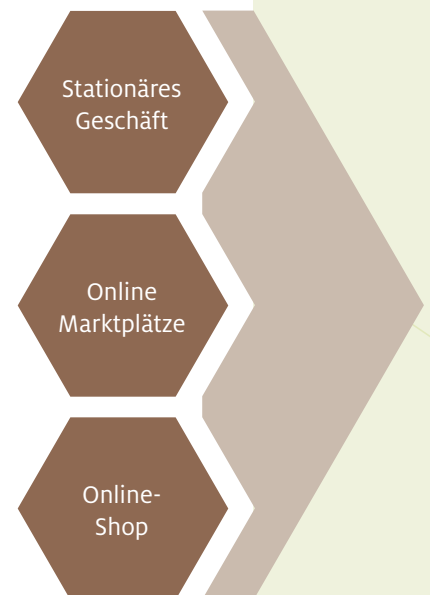 Stationäres
Geschäft
Online
Marktplätze
Online-
Shop